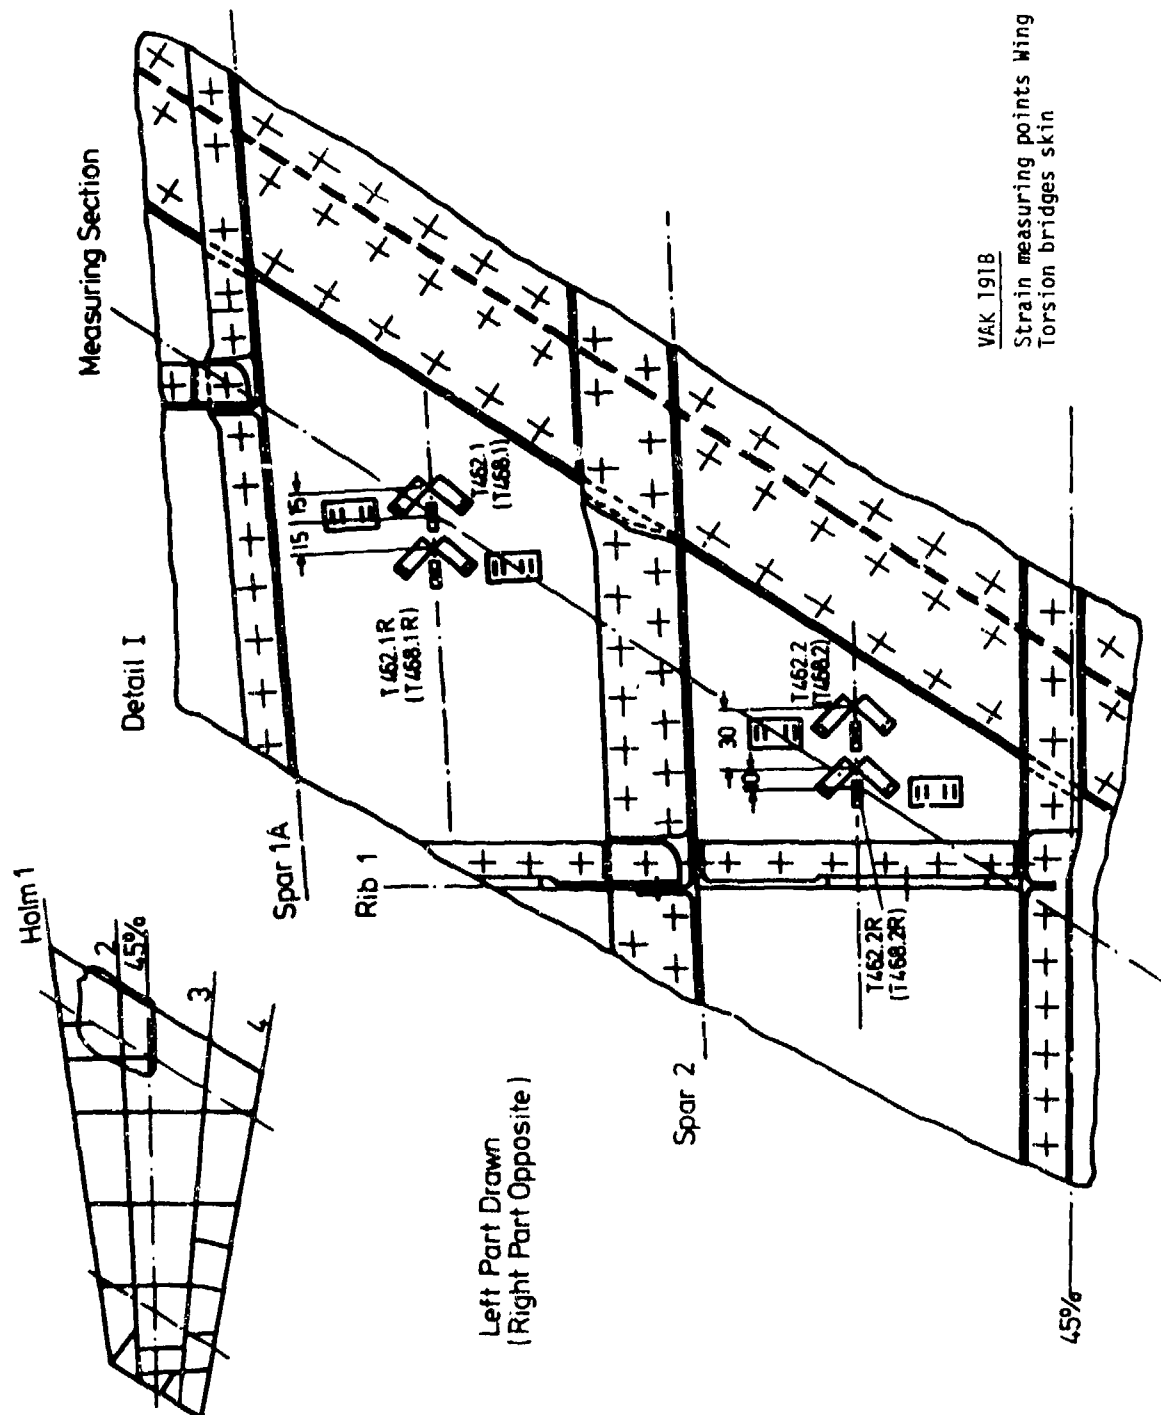 Holm 1
2
45%
3
4
Detail I
Measuring Section
15
15
T462.1
(T468.1)
T462.1R
(T468.1R)
Spar 1A
Rib 1
30
10
T462.2
(T468.2)
T462.2R
(T468.2R)
Spar 2
Left Part Drawn
(Right Part Opposite)
45%
VAK 191B
Strain measuring points Wing
Torsion bridges skin